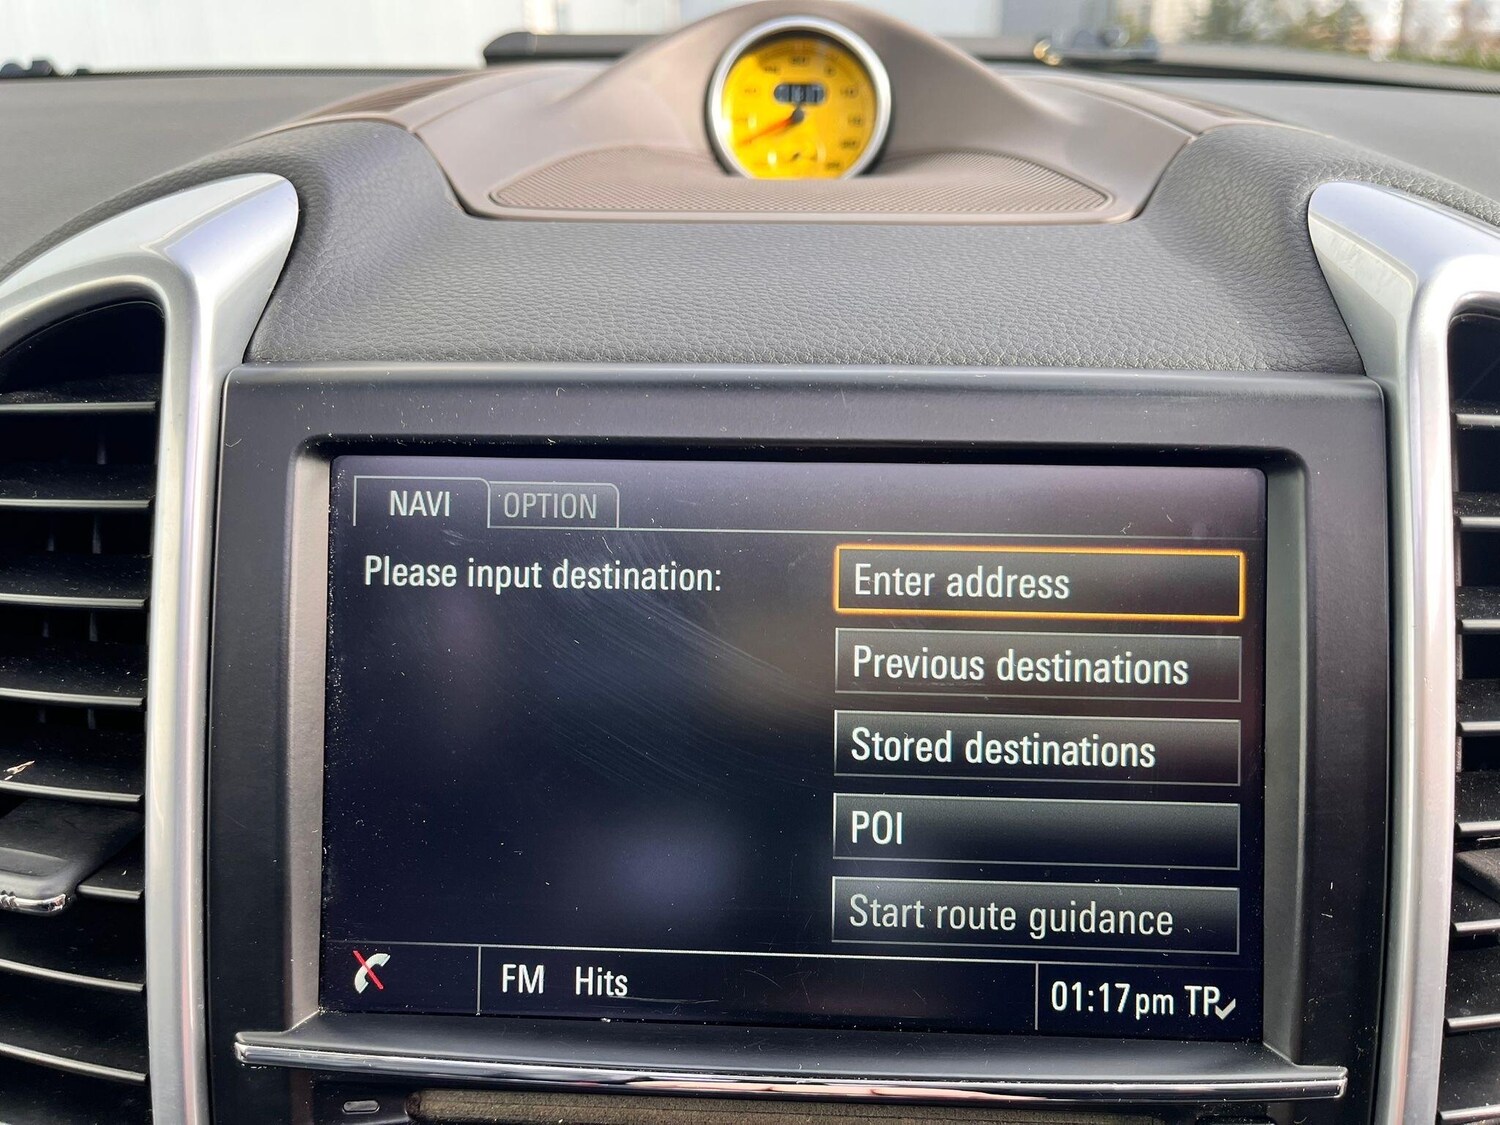 NAVI OPTION
Please input destination:
Enter address
Previous destinations
Stored destinations
POI
Start route guidance
FM Hits
01:17pm TP